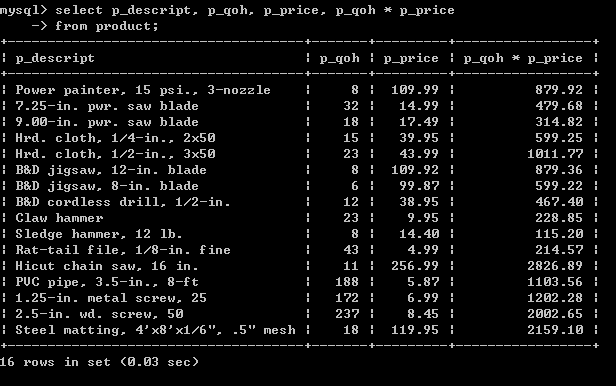 mysql> select p_descript, p_qoh, p_price, p_qoh * p_price
    -> from product;
+------------------------------------+-------+---------+-----------------+
| p_descript                         | p_qoh | p_price | p_qoh * p_price |
+------------------------------------+-------+---------+-----------------+
| Power painter, 15 psi., 3-nozzle   |     8 |  109.99 |          879.92 |
| 7.25-in. pwr. saw blade            |    32 |   14.99 |          479.68 |
| 9.00-in. pwr. saw blade            |    18 |   17.49 |          314.82 |
| Hrd. cloth, 1/4-in., 2x50          |    15 |   39.95 |          599.25 |
| Hrd. cloth, 1/2-in., 3x50          |    23 |   43.99 |         1011.77 |
| B&D jigsaw, 12-in. blade           |     8 |  109.92 |          879.36 |
| B&D jigsaw, 8-in. blade            |     6 |   99.87 |          599.22 |
| B&D cordless drill, 1/2-in.        |    12 |   38.95 |          467.40 |
| Claw hammer                        |    23 |    9.95 |          228.85 |
| Sledge hammer, 12 lb.              |     8 |   14.40 |          115.20 |
| Rat-tail file, 1/8-in. fine        |    43 |    4.99 |          214.57 |
| Hicut chain saw, 16 in.            |    11 |  256.99 |         2826.89 |
| PVC pipe, 3.5-in., 8-ft            |   188 |    5.87 |         1103.56 |
| 1.25-in. metal screw, 25           |   172 |    6.99 |         1202.28 |
| 2.5-in. wd. screw, 50              |   237 |    8.45 |         2002.65 |
| Steel matting, 4'x8'x1/6", .5" mesh |    18 |  119.95 |         2159.10 |
+------------------------------------+-------+---------+-----------------+
16 rows in set (0.03 sec)